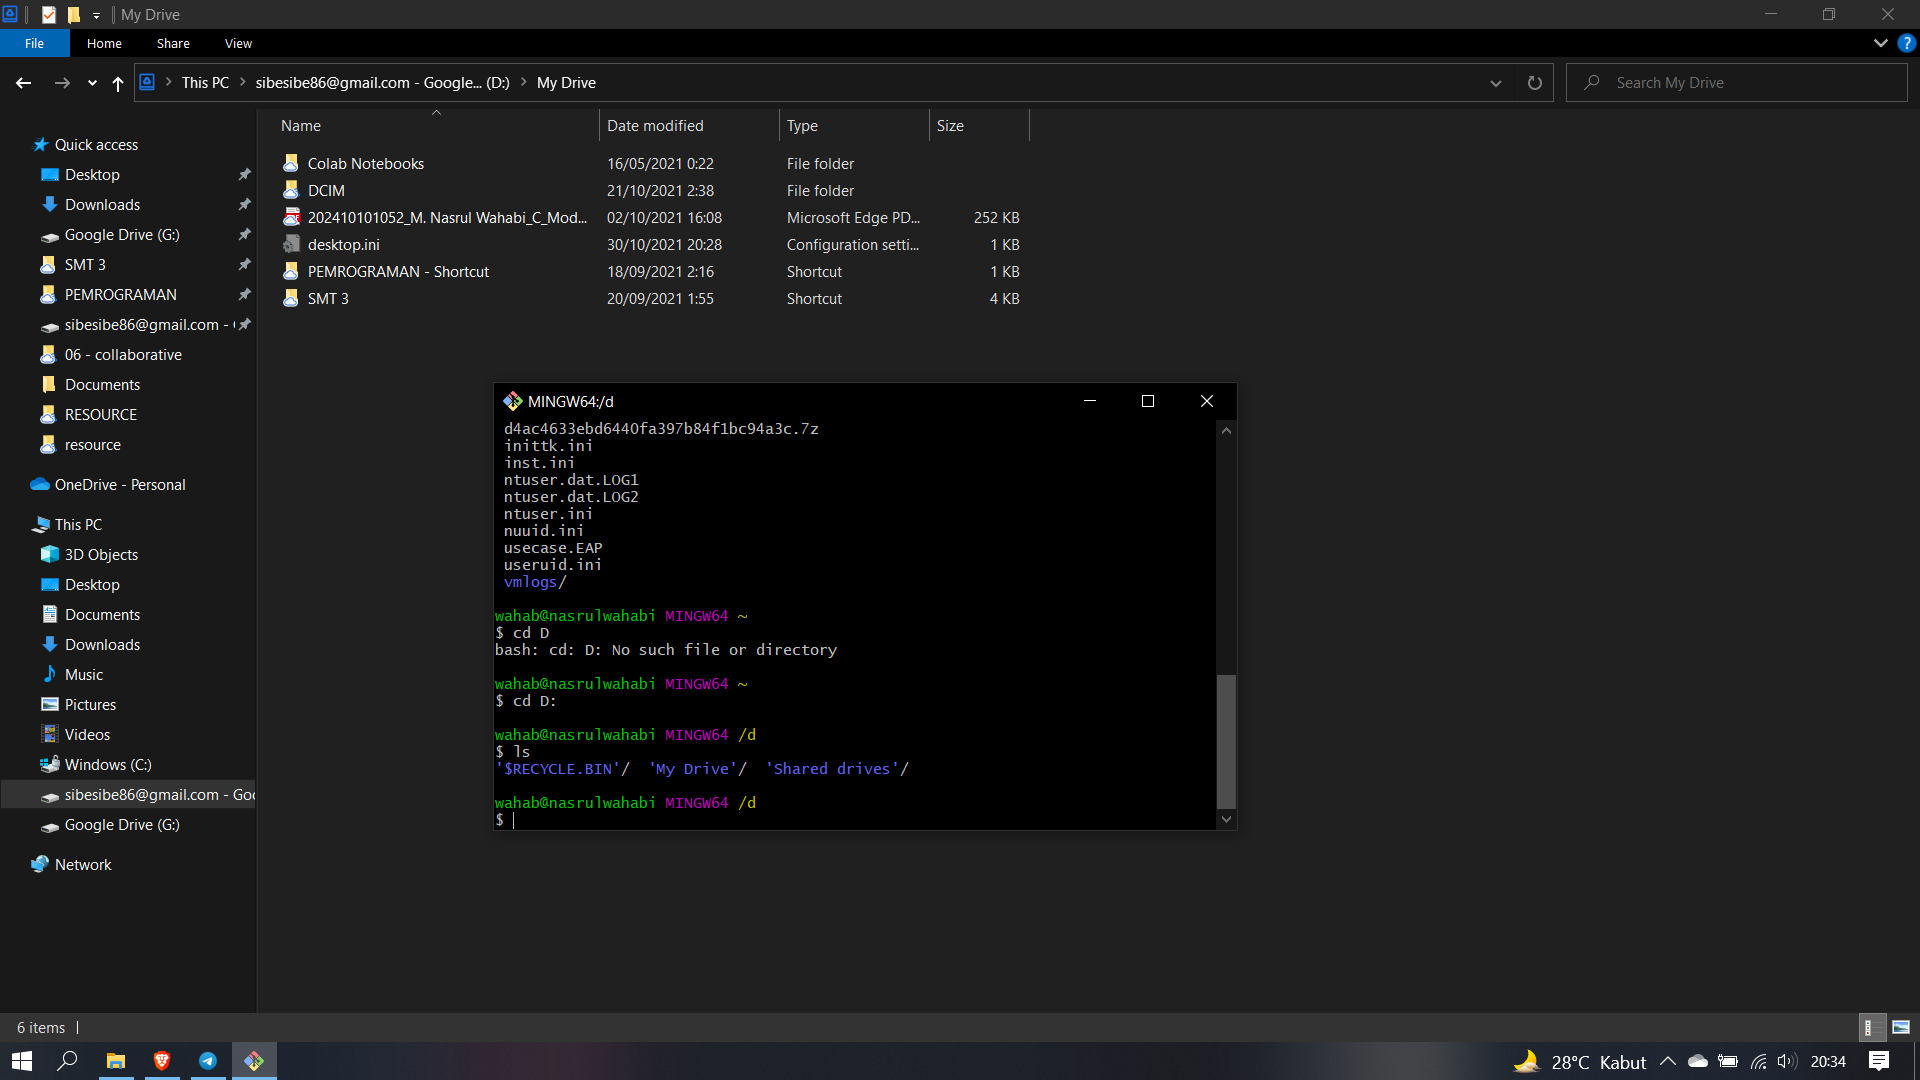 My Drive
File
Home
Share
View
This PC
sibesibe86@gmail.com - Google... (D:)
My Drive
Search My Drive
Name
Date modified
Type
Size
Colab Notebooks 16/05/2021 0:22 File folder
DCIM 21/10/2021 2:38 File folder
202410101052_M. Nasrul Wahabi_C_Mod... 02/10/2021 16:08 Microsoft Edge PD... 252 KB
desktop.ini 30/10/2021 20:28 Configuration setti... 1 KB
PEMROGRAMAN - Shortcut 18/09/2021 2:16 Shortcut 1 KB
SMT 3 20/09/2021 1:55 Shortcut 4 KB
Quick access
Desktop
Downloads
Google Drive (G:)
SMT 3
PEMROGRAMAN
sibesibe86@gmail.com -
06 - collaborative
Documents
RESOURCE
resource
OneDrive - Personal
This PC
3D Objects
Desktop
Documents
Downloads
Music
Pictures
Videos
Windows (C:)
sibesibe86@gmail.com - Goo
Google Drive (G:)
Network
MINGW64:/d
d4ac4633ebd6440fa397b84f1bc94a3c.7z
inittk.ini
inst.ini
ntuser.dat.LOG1
ntuser.dat.LOG2
ntuser.ini
nuuid.ini
usecase.EAP
useruid.ini
vmlogs/
wahab@nasrulwahabi MINGW64 ~
$ cd D
bash: cd: D: No such file or directory
wahab@nasrulwahabi MINGW64 ~
$ cd D:
wahab@nasrulwahabi MINGW64 /d
$ ls
'$RECYCLE.BIN'/ 'My Drive'/ 'Shared drives'/
wahab@nasrulwahabi MINGW64 /d
$
6 items
28°C Kabut
20:34